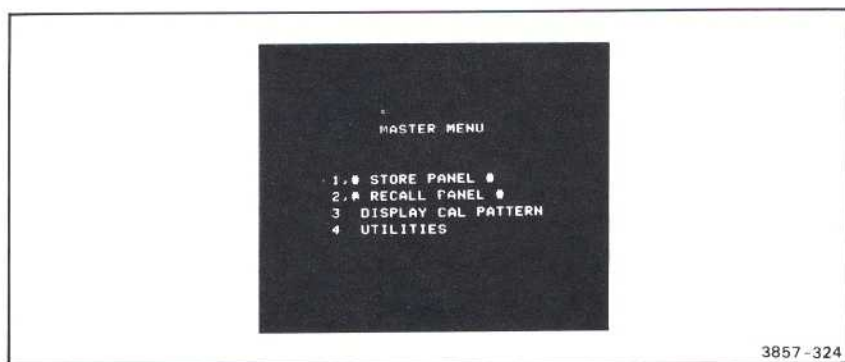 MASTER MENU
1,# STORE PANEL #
2,# RECALL PANEL #
3 DISPLAY CAL PATTERN
4 UTILITIES
3857-324